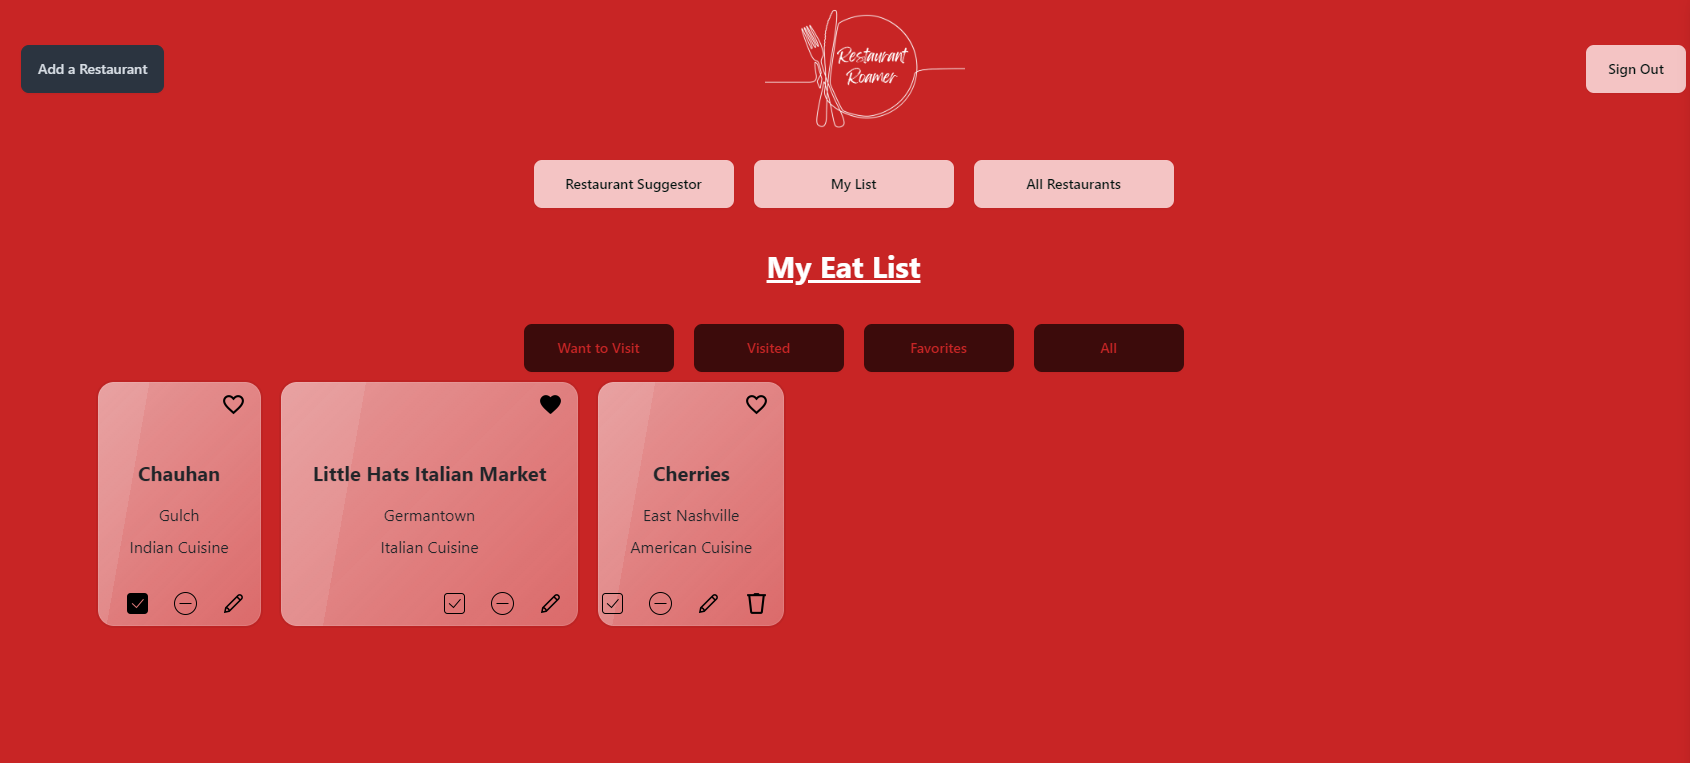 Restaurant
Roamer
Add a Restaurant
Sign Out
Restaurant Suggestor
My List
All Restaurants
My Eat List
Want to Visit
Visited
Favorites
All
Chauhan
Gulch
Indian Cuisine
Little Hats Italian Market
Germantown
Italian Cuisine
Cherries
East Nashville
American Cuisine